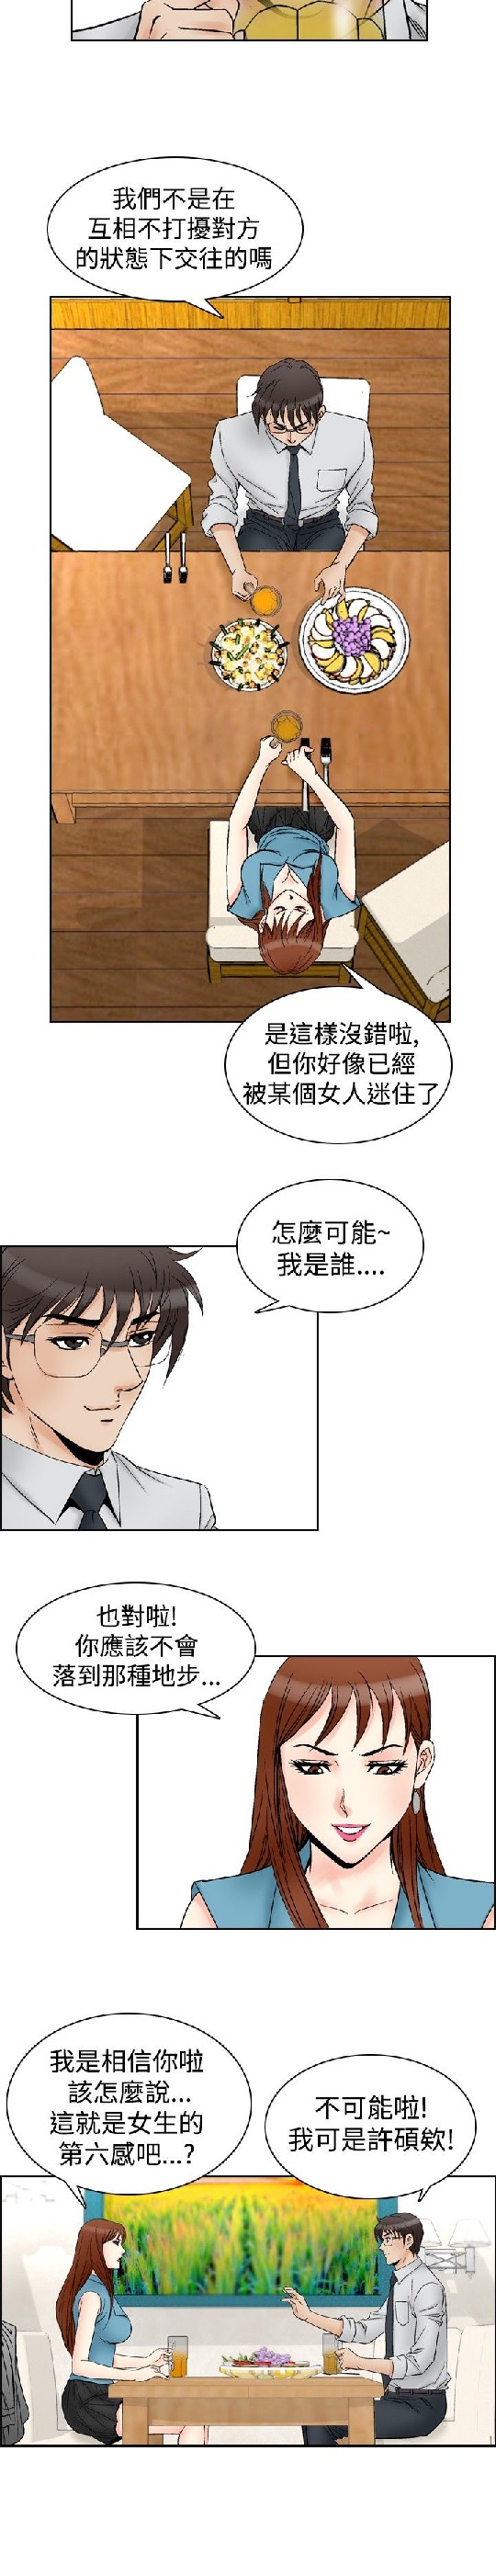 我們不是在
互相不打擾對方
的狀態下交往的嗎
是這樣沒錯啦,
但你好像已經
被某個女人迷住了
怎麼可能~
我是誰....
也對啦!
你應該不會
落到那種地步...
我是相信你啦
該怎麼說...
這就是女生的
第六感吧...?
不可能啦!
我可是許碩欸!